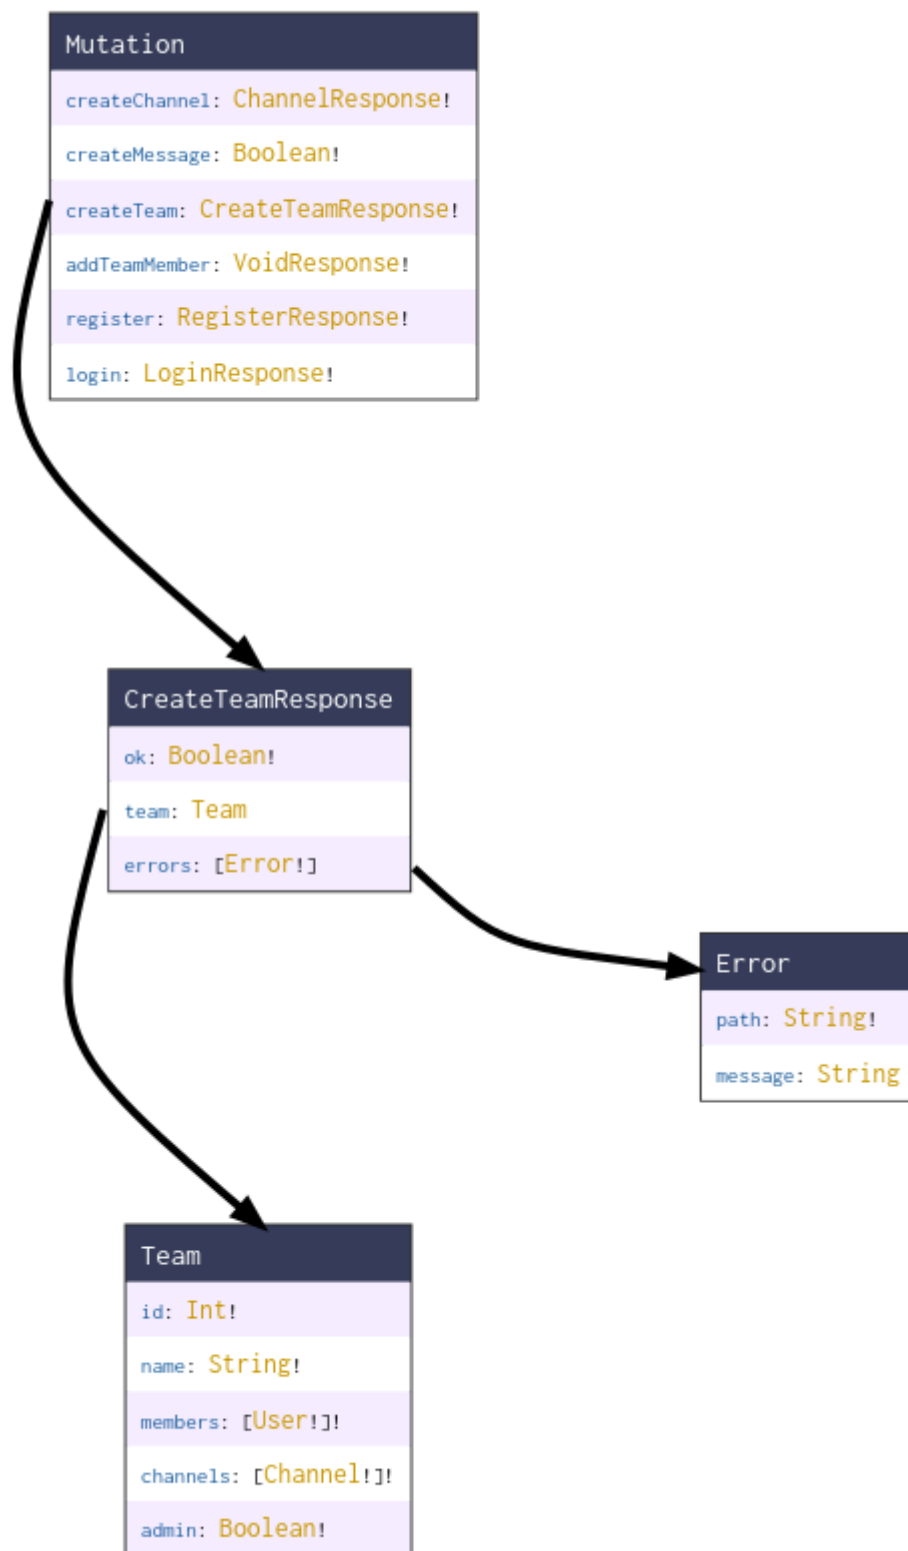 Mutation
createChannel: ChannelResponse!
createMessage: Boolean!
createTeam: CreateTeamResponse!
addTeamMember: VoidResponse!
register: RegisterResponse!
login: LoginResponse!
CreateTeamResponse
ok: Boolean!
team: Team
errors: [Error!]
Error
path: String!
message: String
Team
id: Int!
name: String!
members: [User!]!
channels: [Channel!]!
admin: Boolean!